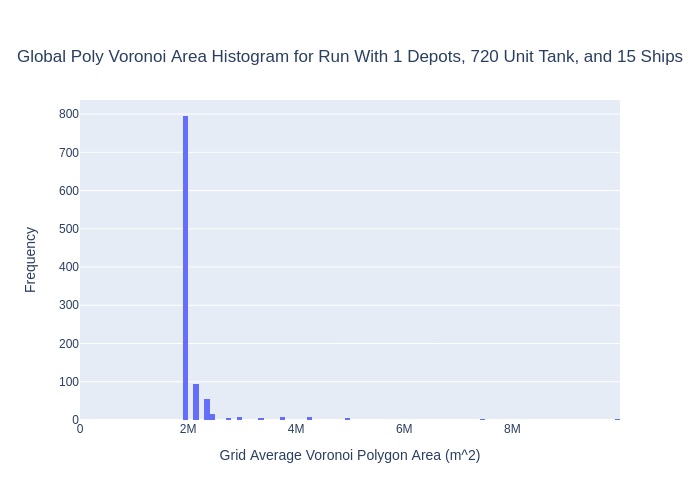 Global Poly Voronoi Area Histogram for Run With 1 Depots, 720 Unit Tank, and 15 Ships
800
700
600
500
400
300
200
100
0
Frequency
0 2M 4M 6M 8M
Grid Average Voronoi Polygon Area (m^2)